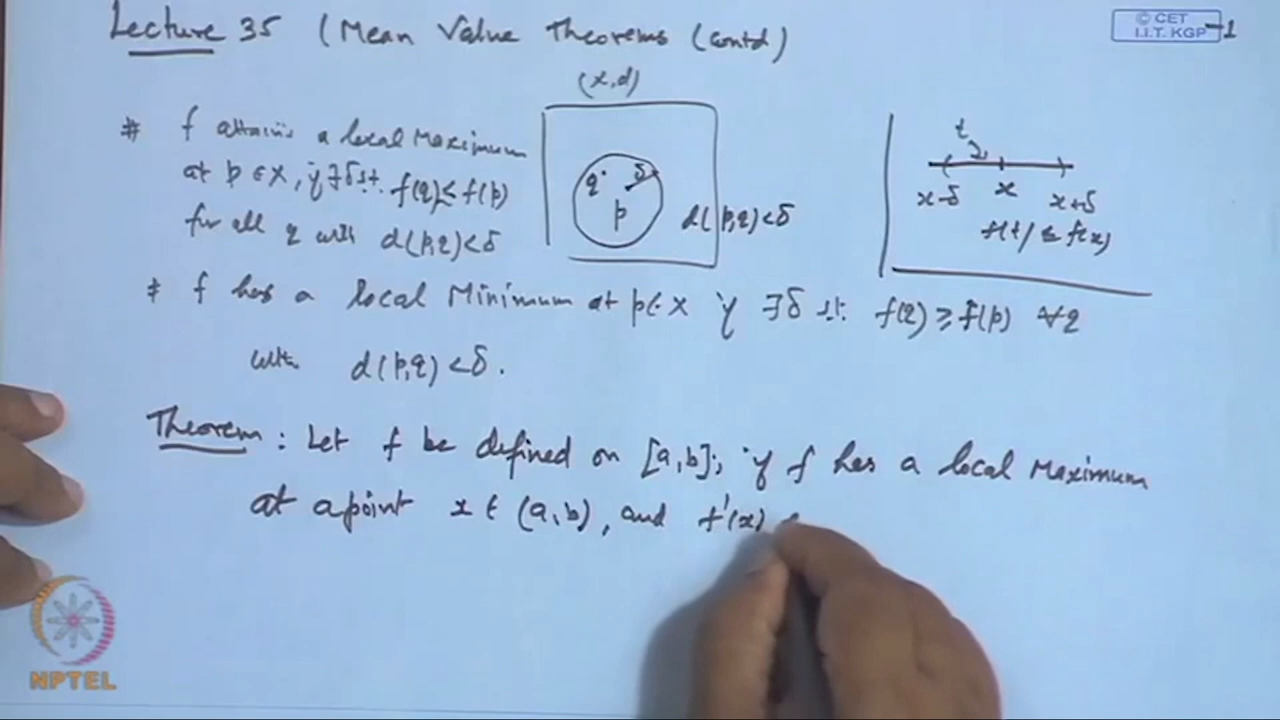 Lecture 35 (Mean Value Theorems (Contd)
© CET
I.I.T. KGP
-1
(X,d)
# f attains a local Maximum
at p ∈ X, if ∃ δ s.t. f(q) ≤ f(p)
for all q with d(p,q)<δ
q
δ
p
d(p,q)<δ
t
x-δ x x+δ
f(t) ≤ f(x)
# f has a local Minimum at p ∈ X if ∃ δ s.t. f(q) ≥ f(p) ∀ q
with d(p,q)<δ.
Theorem: Let f be defined on [a,b]; if f has a local Maximum
at a point x ∈ (a,b), and f'(x)
NPTEL